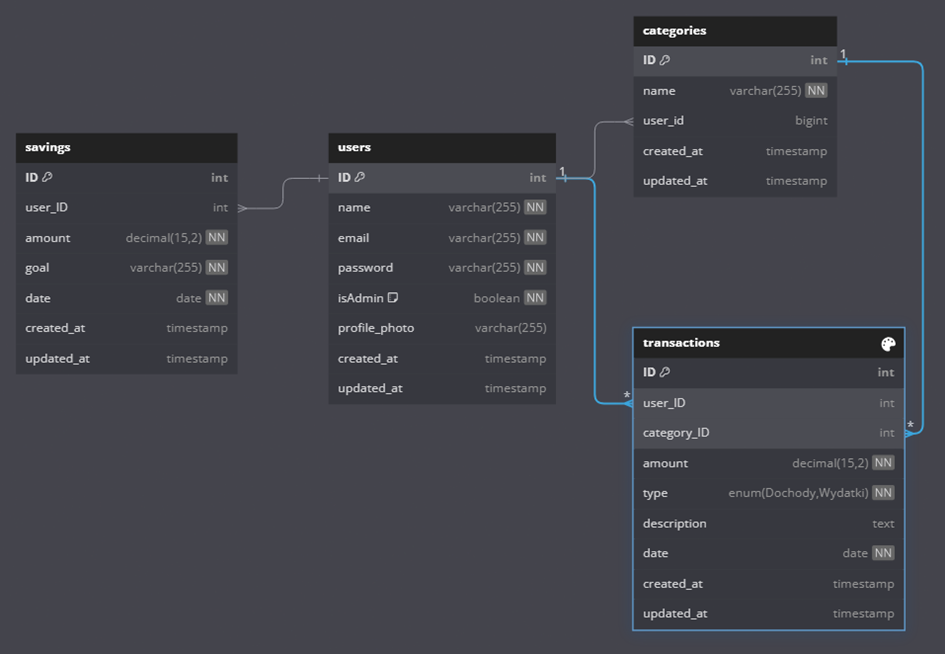 categories
ID int
name varchar(255) NN
user_id bigint
created_at timestamp
updated_at timestamp
savings
ID int
user_ID int
amount decimal(15,2) NN
goal varchar(255) NN
date date NN
created_at timestamp
updated_at timestamp
users
ID int
name varchar(255) NN
email varchar(255) NN
password varchar(255) NN
isAdmin boolean NN
profile_photo varchar(255)
created_at timestamp
updated_at timestamp
1
1
*
*
transactions
ID int
user_ID int
category_ID int
amount decimal(15,2) NN
type enum(Dochody,Wydatki) NN
description text
date date NN
created_at timestamp
updated_at timestamp